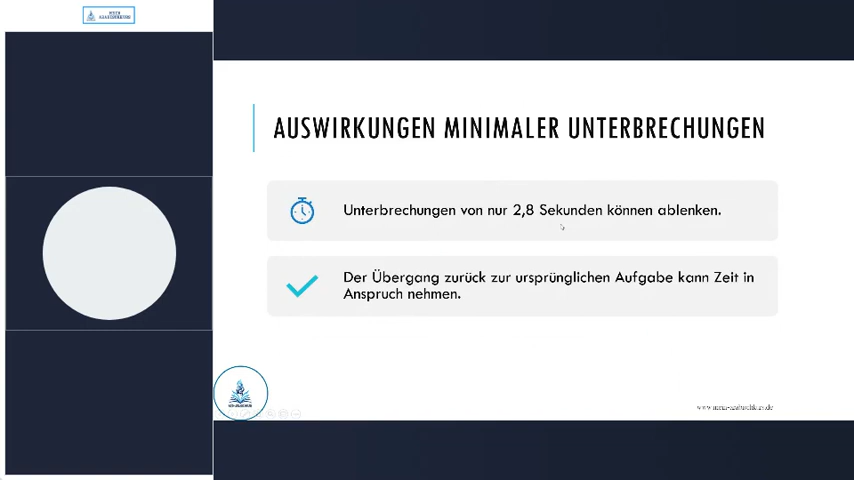 AUSWIRKUNGEN MINIMALER UNTERBRECHUNGEN
Unterbrechungen von nur 2,8 Sekunden können ablenken.
Der Übergang zurück zur ursprünglichen Aufgabe kann Zeit in
Anspruch nehmen.